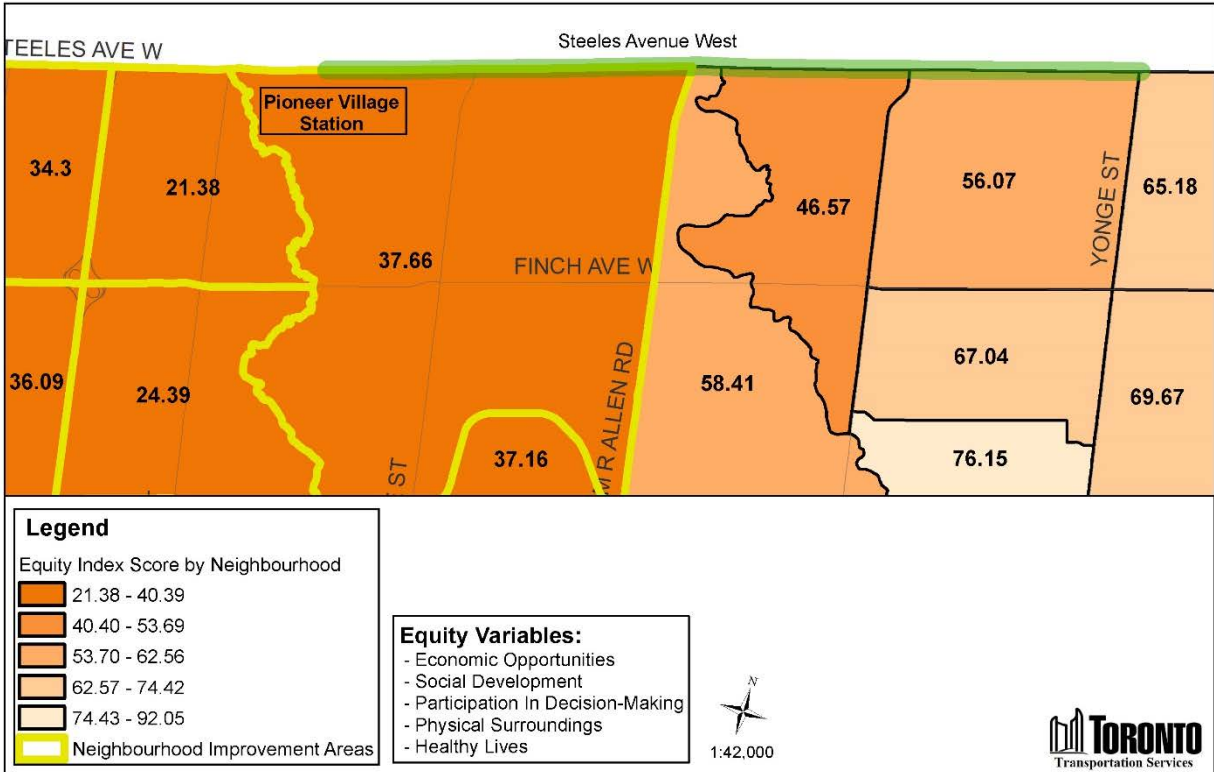 TEELES AVE W
Steeles Avenue West
Pioneer Village
Station
34.3
21.38
37.66
46.57
56.07
65.18
YONGE ST
FINCH AVE W
36.09
24.39
37.16
58.41
67.04
69.67
76.15
ST
M R ALLEN RD
Legend
Equity Index Score by Neighbourhood
21.38 - 40.39
40.40 - 53.69
53.70 - 62.56
62.57 - 74.42
74.43 - 92.05
Neighbourhood Improvement Areas
Equity Variables:
- Economic Opportunities
- Social Development
- Participation In Decision-Making
- Physical Surroundings
- Healthy Lives
N
1:42,000
TORONTO
Transportation Services